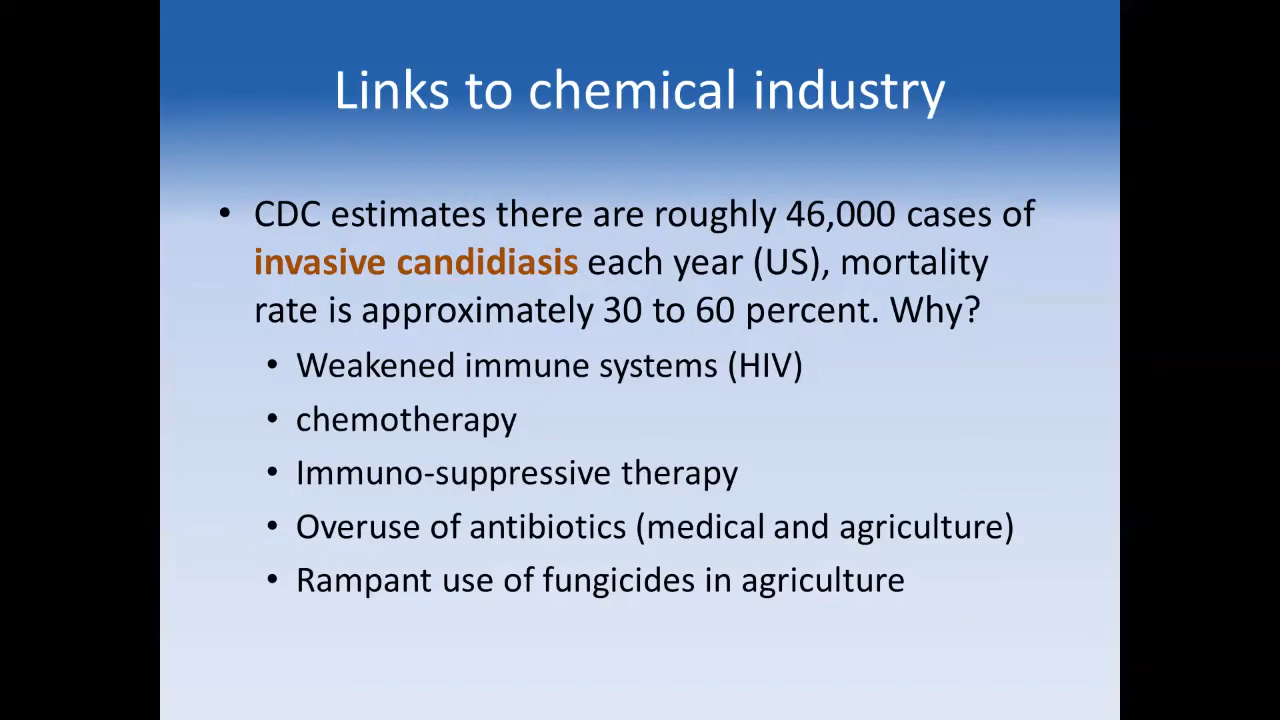 Links to chemical industry
• CDC estimates there are roughly 46,000 cases of
invasive candidiasis each year (US), mortality
rate is approximately 30 to 60 percent. Why?
• Weakened immune systems (HIV)
• chemotherapy
• Immuno-suppressive therapy
• Overuse of antibiotics (medical and agriculture)
• Rampant use of fungicides in agriculture